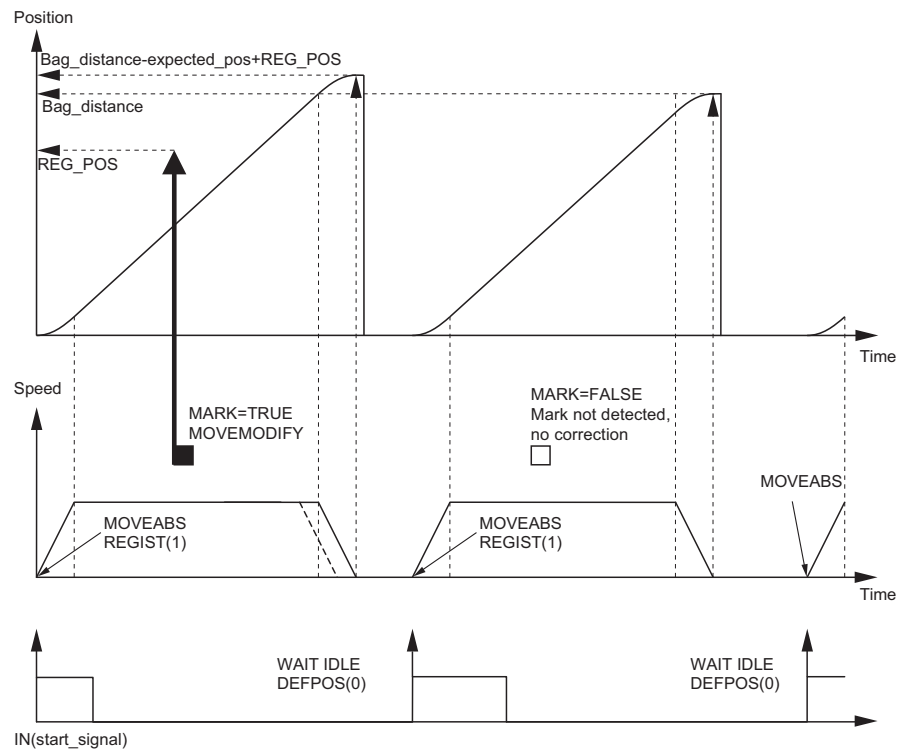 Position
Bag_distance-expected_pos+REG_POS
Bag_distance
REG_POS
Time
Speed
MARK=TRUE
MOVEMODIFY
MARK=FALSE
Mark not detected,
no correction
MOVEABS
REGIST(1)
MOVEABS
REGIST(1)
MOVEABS
Time
WAIT IDLE
DEFPOS(0)
WAIT IDLE
DEFPOS(0)
IN(start_signal)